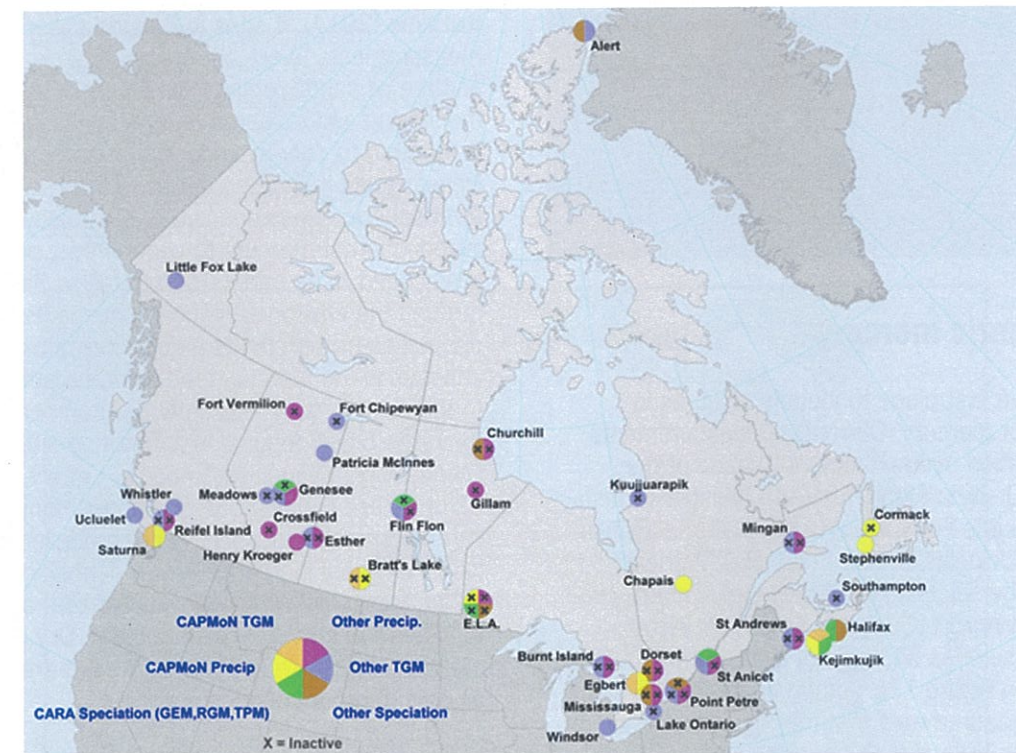 Alert
Little Fox Lake
Fort Vermilion
Fort Chipewyan
Churchill
Patricia McInnes
Kuujjuarapik
Whistler
Meadows
Genesee
Gillam
Ucluelet
Reifel Island
Crossfield
Flin Flon
Mingan
Cormack
Saturna
Henry Kroeger
Esther
Stephenville
Bratt's Lake
Chapais
Southampton
E.L.A.
St Andrews
Halifax
Kejimkujik
Burnt Island
Dorset
St Anicet
Egbert
Mississauga
Point Petre
Lake Ontario
Windsor
CAPMoN TGM
Other Precip.
CAPMoN Precip
Other TGM
CARA Speciation (GEM,RGM,TPM)
Other Speciation
X = Inactive
X
X
X
X X
X
X
X X
X
X X
X
X
X
X X
X X
X X
X
X X
X X
X
X X
X X
X X
X
X X
X
X X
X